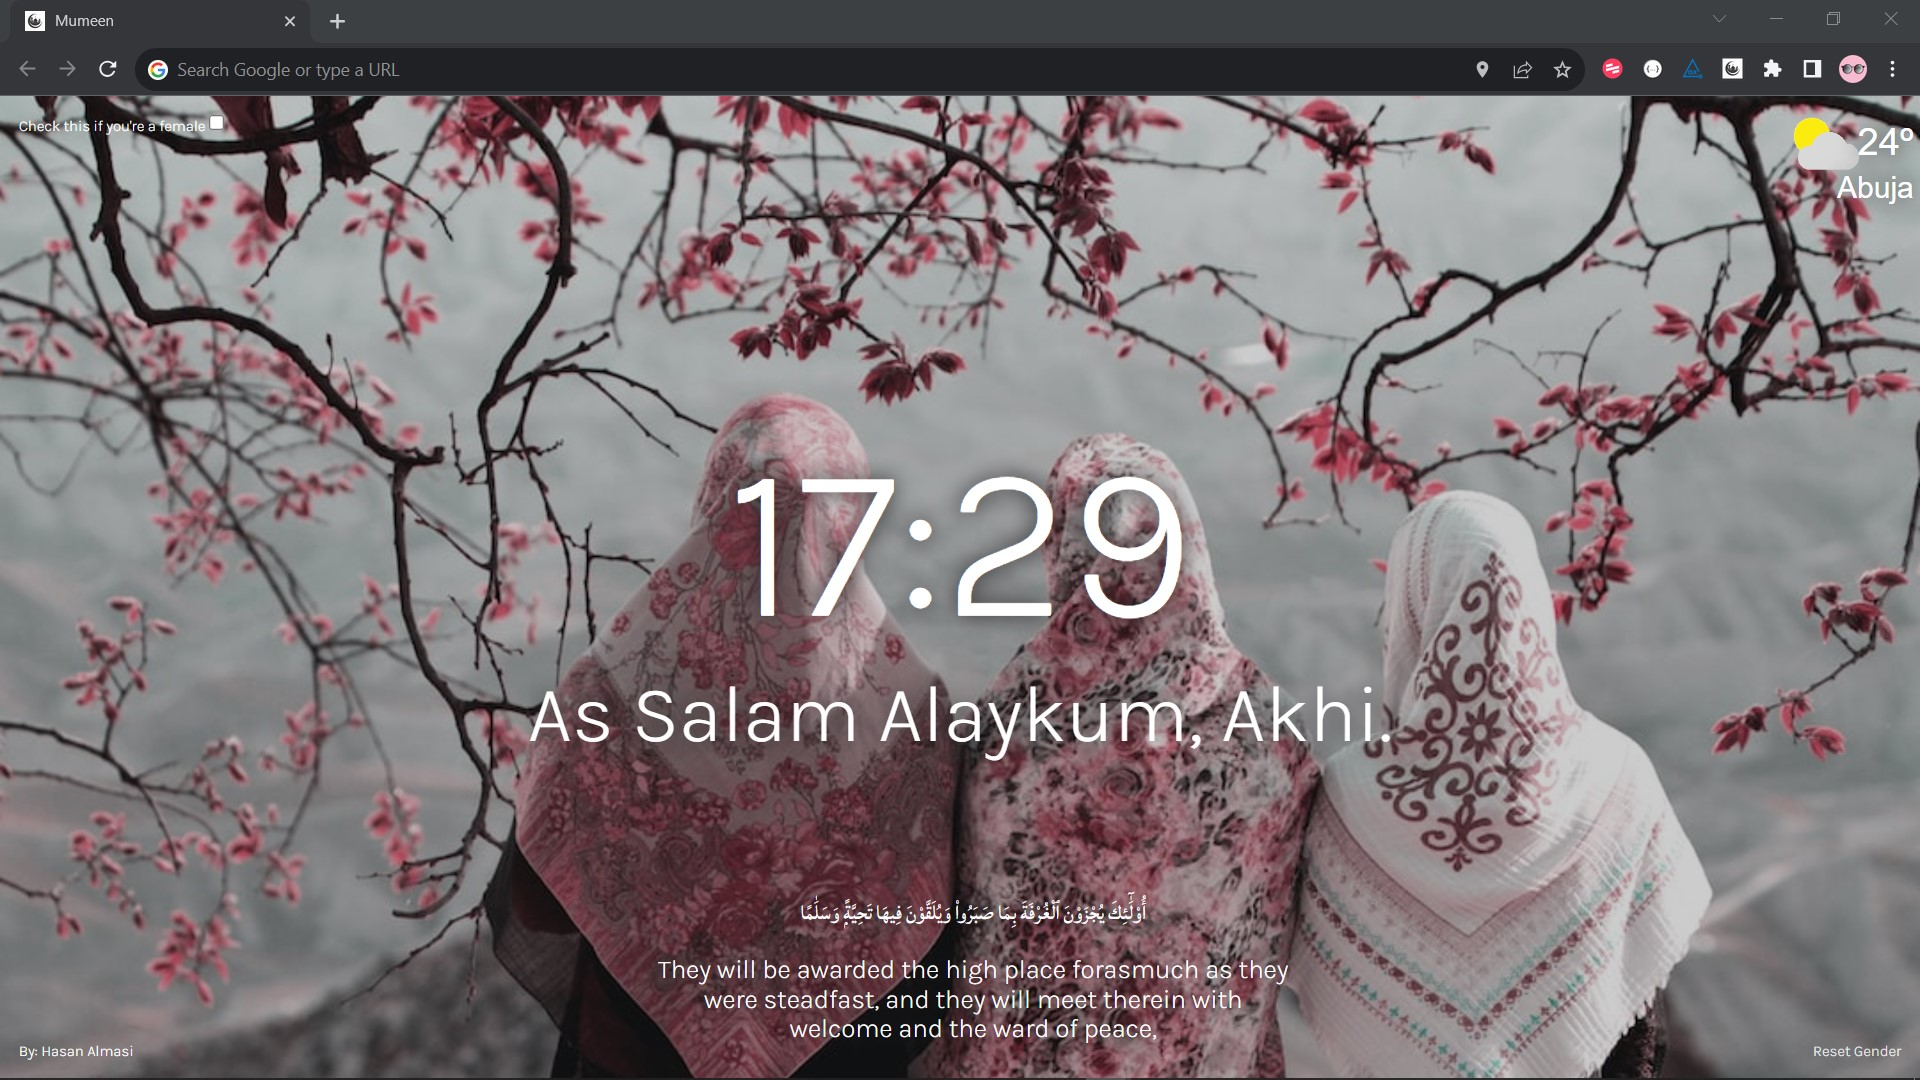 Mumeen
Search Google or type a URL
Check this if you're a female
24°
Abuja
17:29
As Salam Alaykum, Akhi.
أُوْلَٰٓئِكَ يُجْزَوْنَ ٱلْغُرْفَةَ بِمَا صَبَرُوا۟ وَيُلَقَّوْنَ فِيهَا تَحِيَّةً وَسَلَٰمًا
They will be awarded the high place forasmuch as they
were steadfast, and they will meet therein with
welcome and the ward of peace,
By: Hasan Almasi
Reset Gender